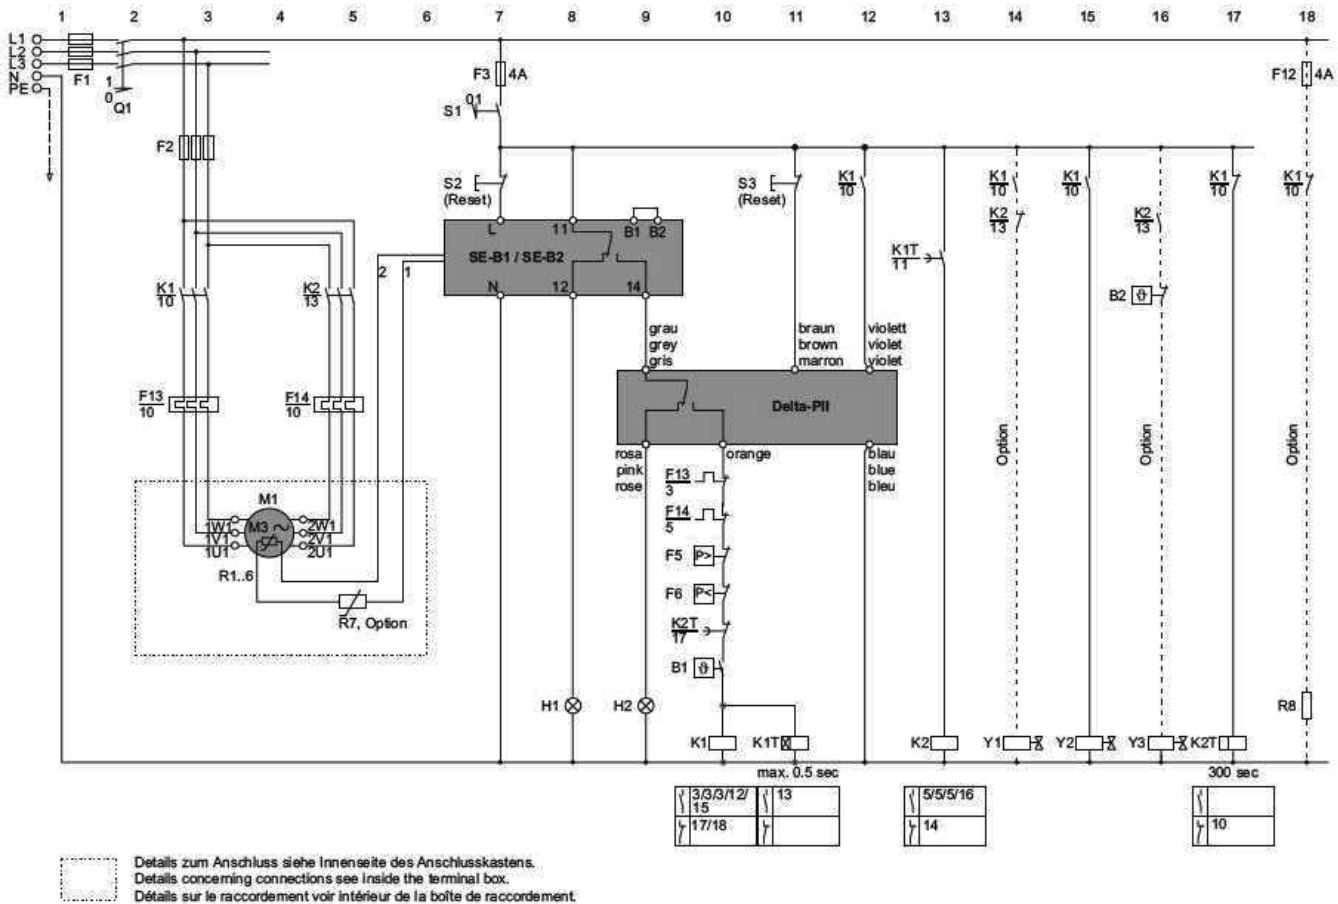 1 2 3 4 5 6 7 8 9 10 11 12 13 14 15 16 17 18
L1
L2
L3
N
PE
F1
1
0
Q1
F3 4A
F12 4A
S1 01
F2
S2
(Reset)
S3
(Reset)
K1
10
K1
10
K1
10
K1
10
K1
10
K2
13
K2
13
L 11 B1 B2
SE-B1 / SE-B2
N 12 14
2 1
K1T
11
B2 ϑ
K1
10
K2
13
grau
grey
gris
braun
brown
marron
violett
violet
violet
Delta-PII
F13
10
F14
10
rosa
pink
rose
orange
blau
blue
bleu
Option
Option
Option
F13
3
F14
5
F5 P>
F6 P<
K2T
17
B1 ϑ
M1
M3
1W1
1V1
1U1
2W1
2V1
2U1
R1..6
R7, Option
H1
H2
R8
K1
K1T
K2
Y1
Y2
Y3
K2T
max. 0.5 sec
300 sec
3/3/3/12/
15
13
17/18
5/5/5/16
14
10
Details zum Anschluss siehe Innenseite des Anschlusskastens.
Details concerning connections see inside the terminal box.
Détails sur le raccordement voir intérieur de la boîte de raccordement.